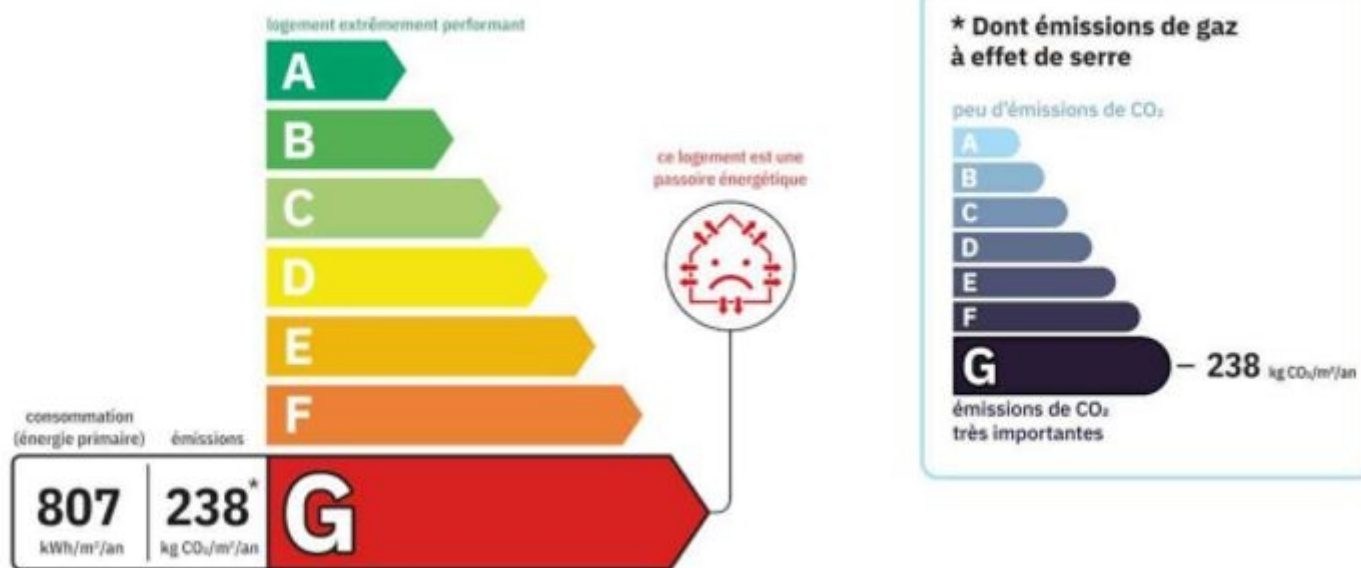 logement extrêmement performant
A
B
C
D
E
F
G
consommation
(énergie primaire)
émissions
807
kWh/m²/an
238*
kg CO₂/m²/an
ce logement est une
passoire énergétique
* Dont émissions de gaz
à effet de serre
peu d'émissions de CO₂
A
B
C
D
E
F
G
238 kg CO₂/m²/an
émissions de CO₂
très importantes